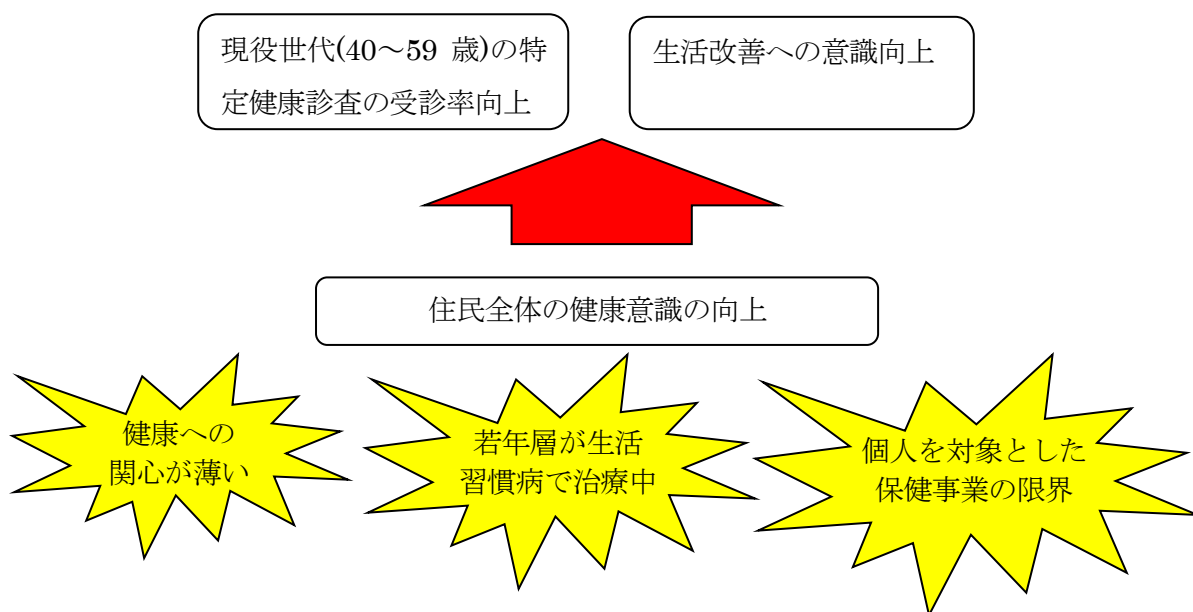 現役世代(40～59 歳)の特
定健康診査の受診率向上
生活改善への意識向上
住民全体の健康意識の向上
健康への
関心が薄い
若年層が生活
習慣病で治療中
個人を対象とした
保健事業の限界